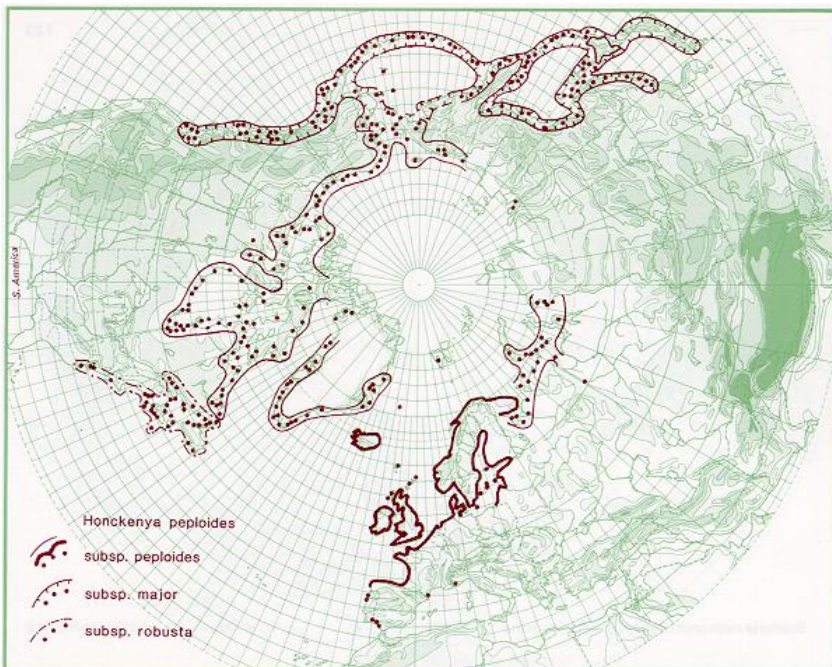 S. America
Honckenya peploides
subsp. peploides
subsp. major
subsp. robusta